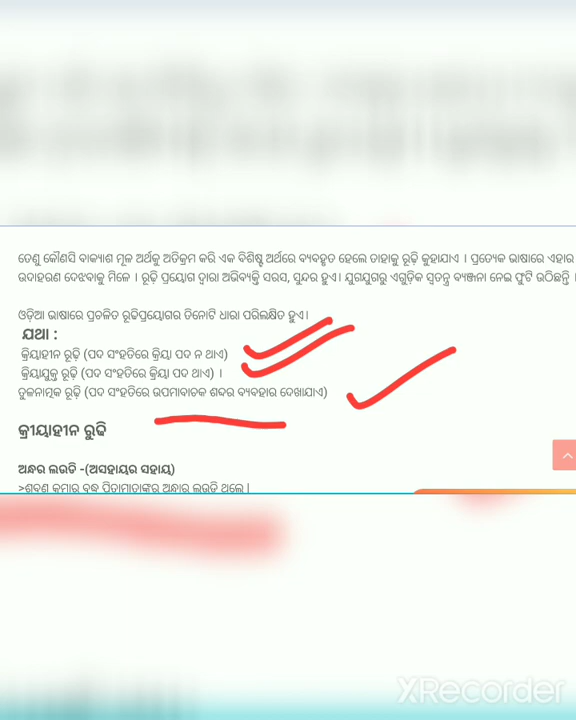 ତେଣୁ କୌଣସି ବାକ୍ୟାଶ ମୂଳ ଅର୍ଥକୁ ଅତିକ୍ରମ କରି ଏକ ବିଶିଷ୍ଟ ଅର୍ଥରେ ବ୍ୟବହୃତ ହେଲେ ତାହାକୁ ରୂଢ଼ି କୁହାଯାଏ । ପ୍ରତ୍ୟେକ ଭାଷାରେ ଏହାର
ଉଦାହରଣ ଦେଖବାକୁ ମିଳେ । ରୂଢ଼ି ପ୍ରୟୋଗ ଦ୍ଵାରା ଅଭିବ୍ୟକ୍ତି ସରସ, ସୁନ୍ଦର ହୁଏ । ଯୁଗଯୁଗରୁ ଏଗୁଡ଼ିକ ସ୍ଵତନ୍ତ୍ର ବ୍ୟଞ୍ଜନା ନେଇ ଫୁଟି ଉଠିଛନ୍ତି ।
ଓଡ଼ିଆ ଭାଷାରେ ପ୍ରଚଳିତ ରୂଢିପ୍ରୟୋଗର ତିନୋଟି ଧାରା ପରିଲକ୍ଷିତ ହୁଏ।
ଯଥା :
କ୍ରିୟାହୀନ ରୂଢ଼ି (ପଦ ସଂହତିରେ କ୍ରିୟା ପଦ ନ ଥାଏ)
କ୍ରିୟାଯୁକ୍ତ ରୂଢ଼ି (ପଦ ସଂହତିରେ କ୍ରିୟା ପଦ ଥାଏ) ।
ତୁଳନାତ୍ମକ ରୂଢ଼ି (ପଦ ସଂହତିରେ ଉପମାବାଚକ ଶବ୍ଦର ବ୍ୟବହାର ଦେଖାଯାଏ)
କ୍ରୀୟାହୀନ ରୁଢି
ଅନ୍ଧର ଲଉଡି -(ଅସହାୟର ସହାୟ)
>ଶ୍ରବଣ କୁମାର ବୃଦ୍ଧ ପିତାମାତାଙ୍କର ଅନ୍ଧାର ଲଉଡି ଥିଲେ |
XRecorder